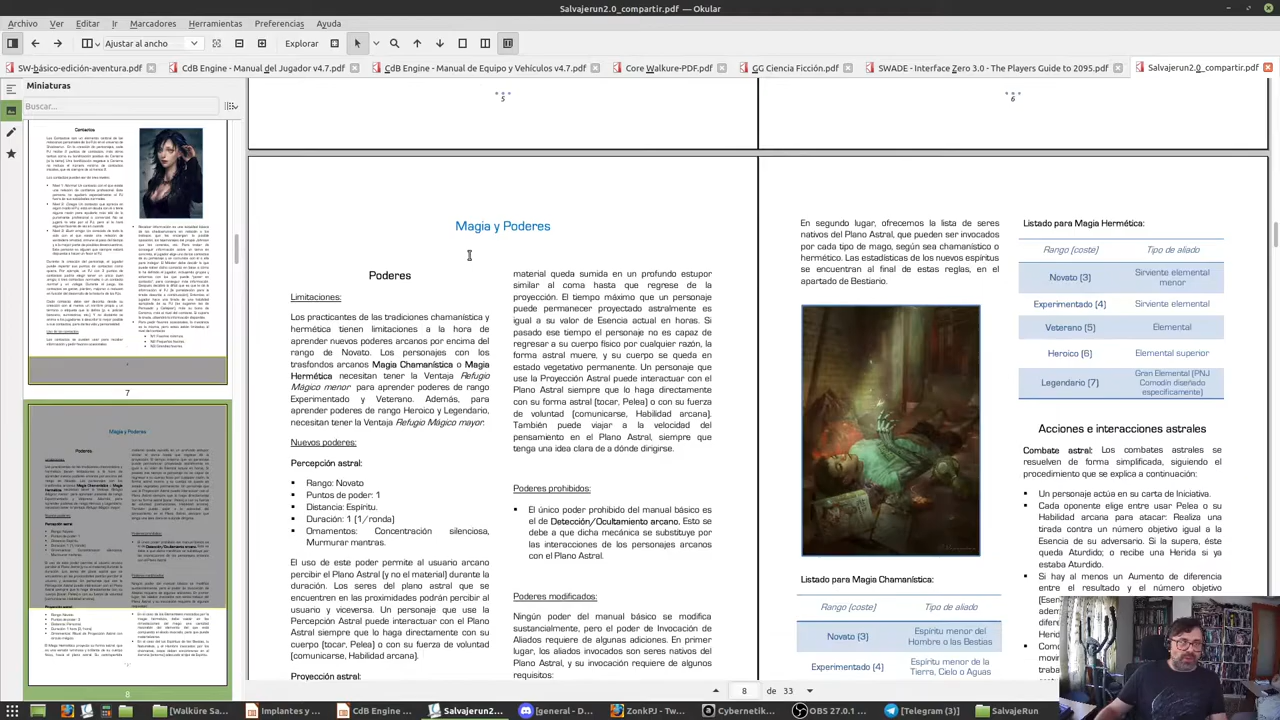 Salvajerun2.0_compartir.pdf — Okular
Archivo Ver Editar Ir Marcadores Herramientas Preferencias Ayuda
Ajustar al ancho
Explorar
SW-básico-edición-aventura.pdf
CdB Engine - Manual del Jugador v4.7.pdf
CdB Engine - Manual de Equipo y Vehículos v4.7.pdf
Core Walkure-PDF.pdf
GG Ciencia Ficción.pdf
SWADE - Interface Zero 3.0 - The Players Guide to 2095.pdf
Salvajerun2.0_compartir.pdf
Miniaturas
Buscar...
Contactos
7
Magia y Poderes
Poderes
8
5
6
Magia y Poderes
Poderes
Limitaciones:
Los practicantes de las tradiciones chamanística y
hermética tienen limitaciones a la hora de
aprender nuevos poderes arcanos por encima del
rango de Novato. Los personajes con los
trasfondos arcanos Magia Chamanística o Magia
Hermética necesitan tener la Ventaja Refugio
Mágico menor para aprender poderes de rango
Experimentado y Veterano. Además, para
aprender poderes de rango Heroico y Legendario,
necesitan tener la Ventaja Refugio Mágico mayor.
Nuevos poderes:
Percepción astral:
▪ Rango: Novato
▪ Puntos de poder: 1
▪ Distancia: Espíritu.
▪ Duración: 1 (1/ronda)
▪ Ornamentos: Concentración silenciosa,
Murmurar mantras.
El uso de este poder permite al usuario arcano
percibir el Plano Astral (y no el material) durante la
duración. Los seres del plano astral que se
encuentren en las proximidades podrán percibir al
usuario y viceversa. Un personaje que use la
Percepción Astral puede interactuar con el Plano
Astral siempre que lo haga directamente con su
cuerpo (tocar, Pelea) o con su fuerza de voluntad
(comunicarse, Habilidad arcana).
Proyección astral:
material queda sumida en un profundo estupor
similar al coma hasta que regrese de la
proyección. El tiempo máximo que un personaje
puede permanecer proyectado astralmente es
igual a su valor de Esencia actual en horas. Si
pasado ese tiempo el personaje no es capaz de
regresar a su cuerpo físico por cualquier razón, la
forma astral muere, y su cuerpo se queda en
estado vegetativo permanente. Un personaje que
use la Proyección Astral puede interactuar con el
Plano Astral siempre que lo haga directamente
con su forma astral (tocar, Pelea) o con su fuerza
de voluntad (comunicarse, Habilidad arcana).
También puede viajar a la velocidad del
pensamiento en el Plano Astral, siempre que
tenga una idea clara de a dónde dirigirse.
Poderes prohibidos:
▪ El único poder prohibido del manual básico es
el de Detección/Ocultamiento arcano. Esto se
debe a que dicha mecánica se substituye por
las interacciones de los personajes arcanos
con el Plano Astral.
Poderes modificados:
Ningún poder del manual básico se modifica
sustancialmente, pero el poder de Invocación de
Aliados requiere de algunas adiciones. En primer
lugar, los aliados invocados son seres nativos del
Plano Astral, y su invocación requiere de algunos
requisitos:
En segundo lugar, ofrecemos la lista de seres
nativos del Plano Astral, que pueden ser invocados
por cada tipo de mago, según sea chamanístico o
hermético. Las estadísticas de los nuevos espíritus
se encuentran al final de estas reglas, en el
apartado de Bestiario:
Listado para Magia Chamanística:
Rango (coste) Tipo de aliado
Novato (3) Espíritu menor del
Hombre o las Bestias
Experimentado (4) Espíritu menor de la
Tierra, Cielo o Aguas
Listado para Magia Hermética:
Rango (coste) Tipo de aliado
Novato (3) Sirviente elemental
menor
Experimentado (4) Sirviente elemental
Veterano (5) Elemental
Heroico (6) Elemental superior
Legendario (7) Gran Elemental (PNJ
Comodín diseñado
específicamente)
Acciones e interacciones astrales
Combate astral: Los combates astrales se
resuelven de forma simplificada, siguiendo el
procedimiento que se explica a continuación:
▪ Un personaje actúa en su carta de Iniciativa.
▪ Cada oponente elige entre usar Pelea o su
Habilidad arcana para atacar. Realiza una
tirada contra un número objetivo igual a la
Esencia de su adversario. Si la supera, éste
queda Aturdido; o recibe una Herida si ya
estaba Aturdido.
▪ Si hay al menos un Aumento de diferencia
entre el resultado y el número objetivo
8 de 33
[Walküre Sa...
Implantes y ...
CdB Engine ...
Salvajerun2...
[general - D...
ZonkPJ - Tw...
Cybernetik...
OBS 27.0.1 ...
[Telegram (3)]
SalvajeRun